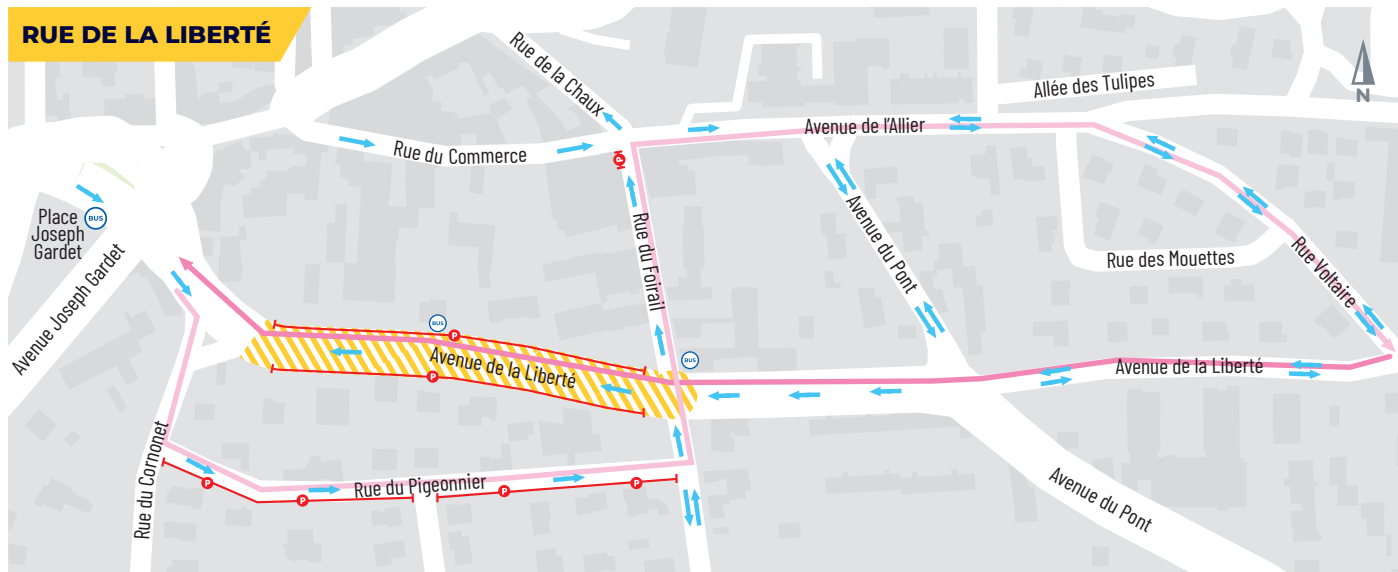 RUE DE LA LIBERTÉ
Rue de la Chaux
Allée des Tulipes
N
Avenue de l'Allier
Rue du Commerce
P
Place
Joseph
Gardet
BUS
Avenue Joseph Gardet
Rue du Foirail
Avenue du Pont
Rue des Mouettes
Rue Voltaire
BUS
P
Avenue de la Liberté
P
BUS
Avenue de la Liberté
Rue du Cornonet
P
P
Rue du Pigeonnier
P
P
Avenue du Pont